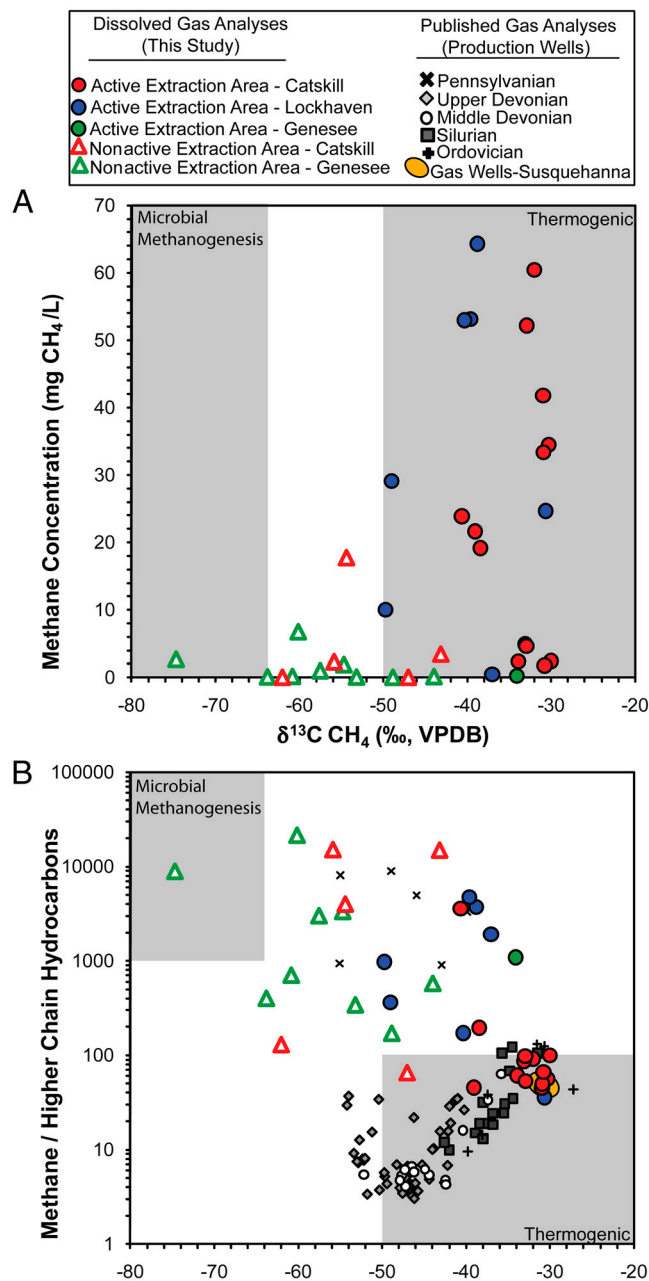 Dissolved Gas Analyses
(This Study)
Active Extraction Area - Catskill
Active Extraction Area - Lockhaven
Active Extraction Area - Genesee
Nonactive Extraction Area - Catskill
Nonactive Extraction Area - Genesee
Published Gas Analyses
(Production Wells)
Pennsylvanian
Upper Devonian
Middle Devonian
Silurian
Ordovician
Gas Wells-Susquehanna
A
Microbial
Methanogenesis
Thermogenic
Methane Concentration (mg CH₄/L)
70
60
50
40
30
20
10
0
-80 -70 -60 -50 -40 -30 -20
δ¹³C CH₄ (‰, VPDB)
B
Microbial
Methanogenesis
Thermogenic
Methane / Higher Chain Hydrocarbons
100000
10000
1000
100
10
1
-80 -70 -60 -50 -40 -30 -20